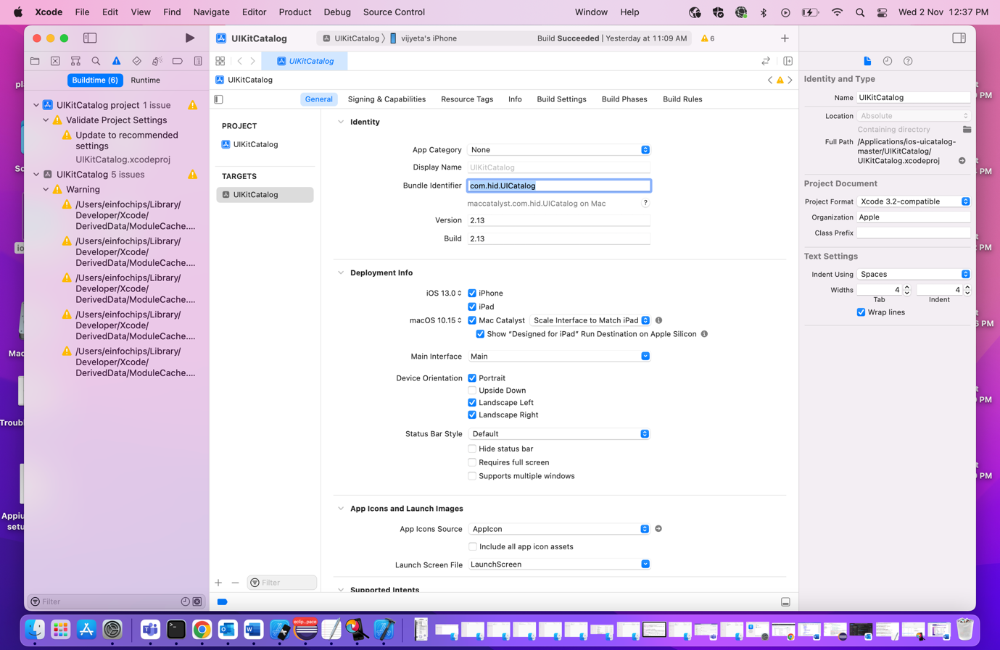 Xcode File Edit View Find Navigate Editor Product Debug Source Control Window Help Wed 2 Nov 12:37 PM
UIKitCatalog
UIKitCatalog 〉 vijyeta's iPhone
Build Succeeded | Yesterday at 11:09 AM
6
UIKitCatalog
Buildtime (6) Runtime
UIKitCatalog project 1 issue
Validate Project Settings
Update to recommended
settings
UIKitCatalog.xcodeproj
UIKitCatalog 5 issues
Warning
/Users/einfochips/Library/
Developer/Xcode/
DerivedData/ModuleCache....
/Users/einfochips/Library/
Developer/Xcode/
DerivedData/ModuleCache....
/Users/einfochips/Library/
Developer/Xcode/
DerivedData/ModuleCache....
/Users/einfochips/Library/
Developer/Xcode/
DerivedData/ModuleCache....
/Users/einfochips/Library/
Developer/Xcode/
DerivedData/ModuleCache....
Filter
UIKitCatalog
General Signing & Capabilities Resource Tags Info Build Settings Build Phases Build Rules
PROJECT
UIKitCatalog
TARGETS
UIKitCatalog
Filter
Identity
App Category None
Display Name UIKitCatalog
Bundle Identifier com.hid.UICatalog
maccatalyst.com.hid.UICatalog on Mac ?
Version 2.13
Build 2.13
Deployment Info
iOS 13.0 iPhone
iPad
macOS 10.15 Mac Catalyst Scale Interface to Match iPad
Show “Designed for iPad” Run Destination on Apple Silicon
Main Interface Main
Device Orientation Portrait
Upside Down
Landscape Left
Landscape Right
Status Bar Style Default
Hide status bar
Requires full screen
Supports multiple windows
App Icons and Launch Images
App Icons Source AppIcon
Include all app icon assets
Launch Screen File LaunchScreen
Supported Intents
Identity and Type
Name UIKitCatalog
Location Absolute
Containing directory
Full Path /Applications/ios-uicatalog-
master/UIKitCatalog/
UIKitCatalog.xcodeproj
Project Document
Project Format Xcode 3.2-compatible
Organization Apple
Class Prefix
Text Settings
Indent Using Spaces
Widths 4 4
Tab Indent
Wrap lines
Mac
Troubl
Appiu
setu